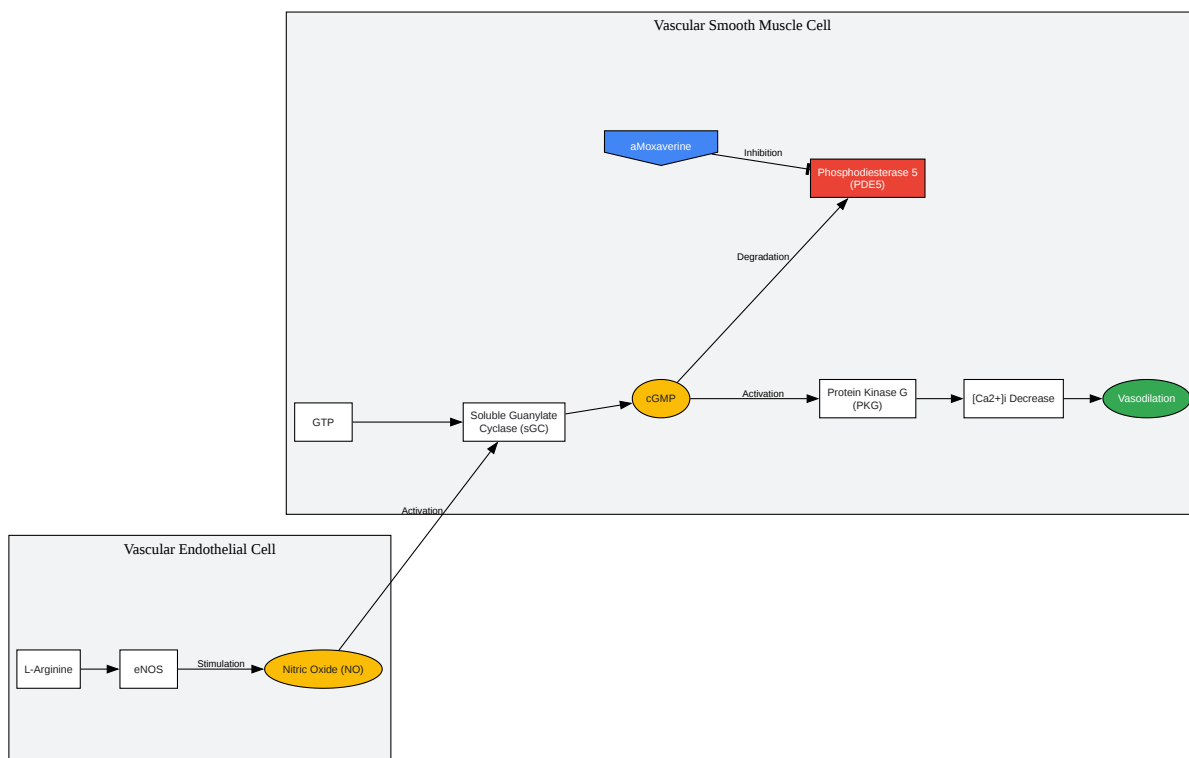 Vascular Smooth Muscle Cell
aMoxaverine
Inhibition
Phosphodiesterase 5
(PDE5)
Degradation
GTP
Soluble Guanylate
Cyclase (sGC)
cGMP
Activation
Protein Kinase G
(PKG)
[Ca2+]i Decrease
Vasodilation
Activation
Vascular Endothelial Cell
L-Arginine
eNOS
Stimulation
Nitric Oxide (NO)